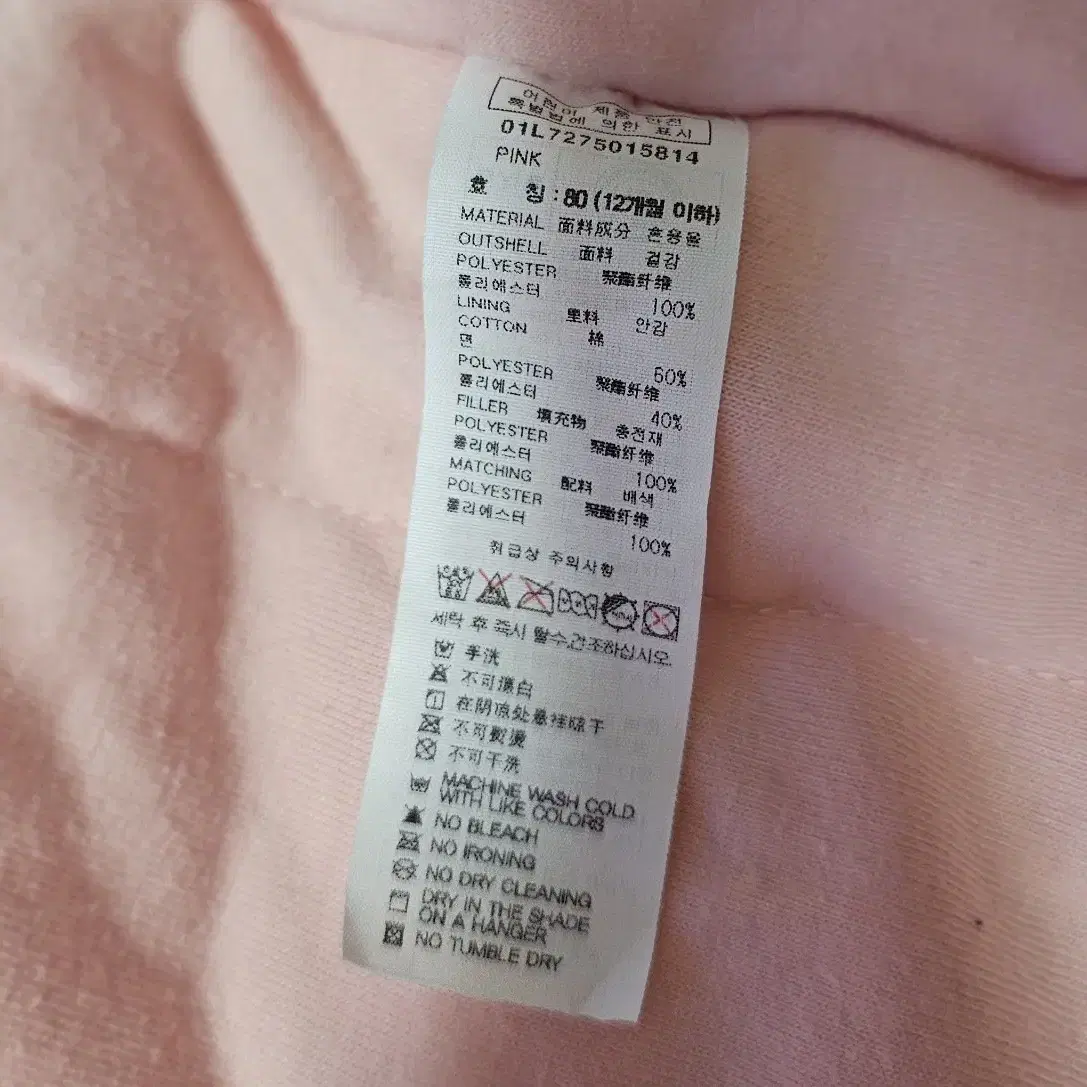 어린이 제품 안전
특별법에 의한 표시
01L7275015814
PINK
호 칭 : 80 (12개월 이하)
MATERIAL 面料成分 혼용율
OUTSHELL 面料 겉감
POLYESTER 聚酯纤维
폴리에스터 100%
LINING 里料 안감
COTTON 棉
면 60%
POLYESTER 聚酯纤维
폴리에스터 40%
FILLER 填充物 충전재
POLYESTER 聚酯纤维
폴리에스터 100%
MATCHING 配料 배색
POLYESTER 聚酯纤维
폴리에스터 100%
취급상 주의사항
세탁 후 즉시 탈수,건조하십시오.
手洗
不可漂白
在阴凉处悬挂晾干
不可熨烫
不可干洗
MACHINE WASH COLD
WITH LIKE COLORS
NO BLEACH
NO IRONING
NO DRY CLEANING
DRY IN THE SHADE
ON A HANGER
NO TUMBLE DRY